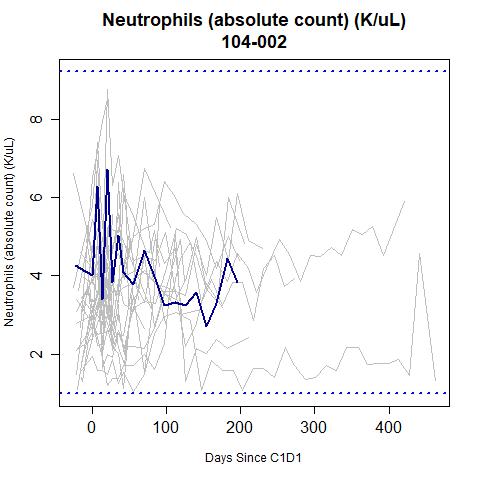 Neutrophils (absolute count) (K/uL)
104-002
Neutrophils (absolute count) (K/uL)
8
6
4
2
0 100 200 300 400
Days Since C1D1